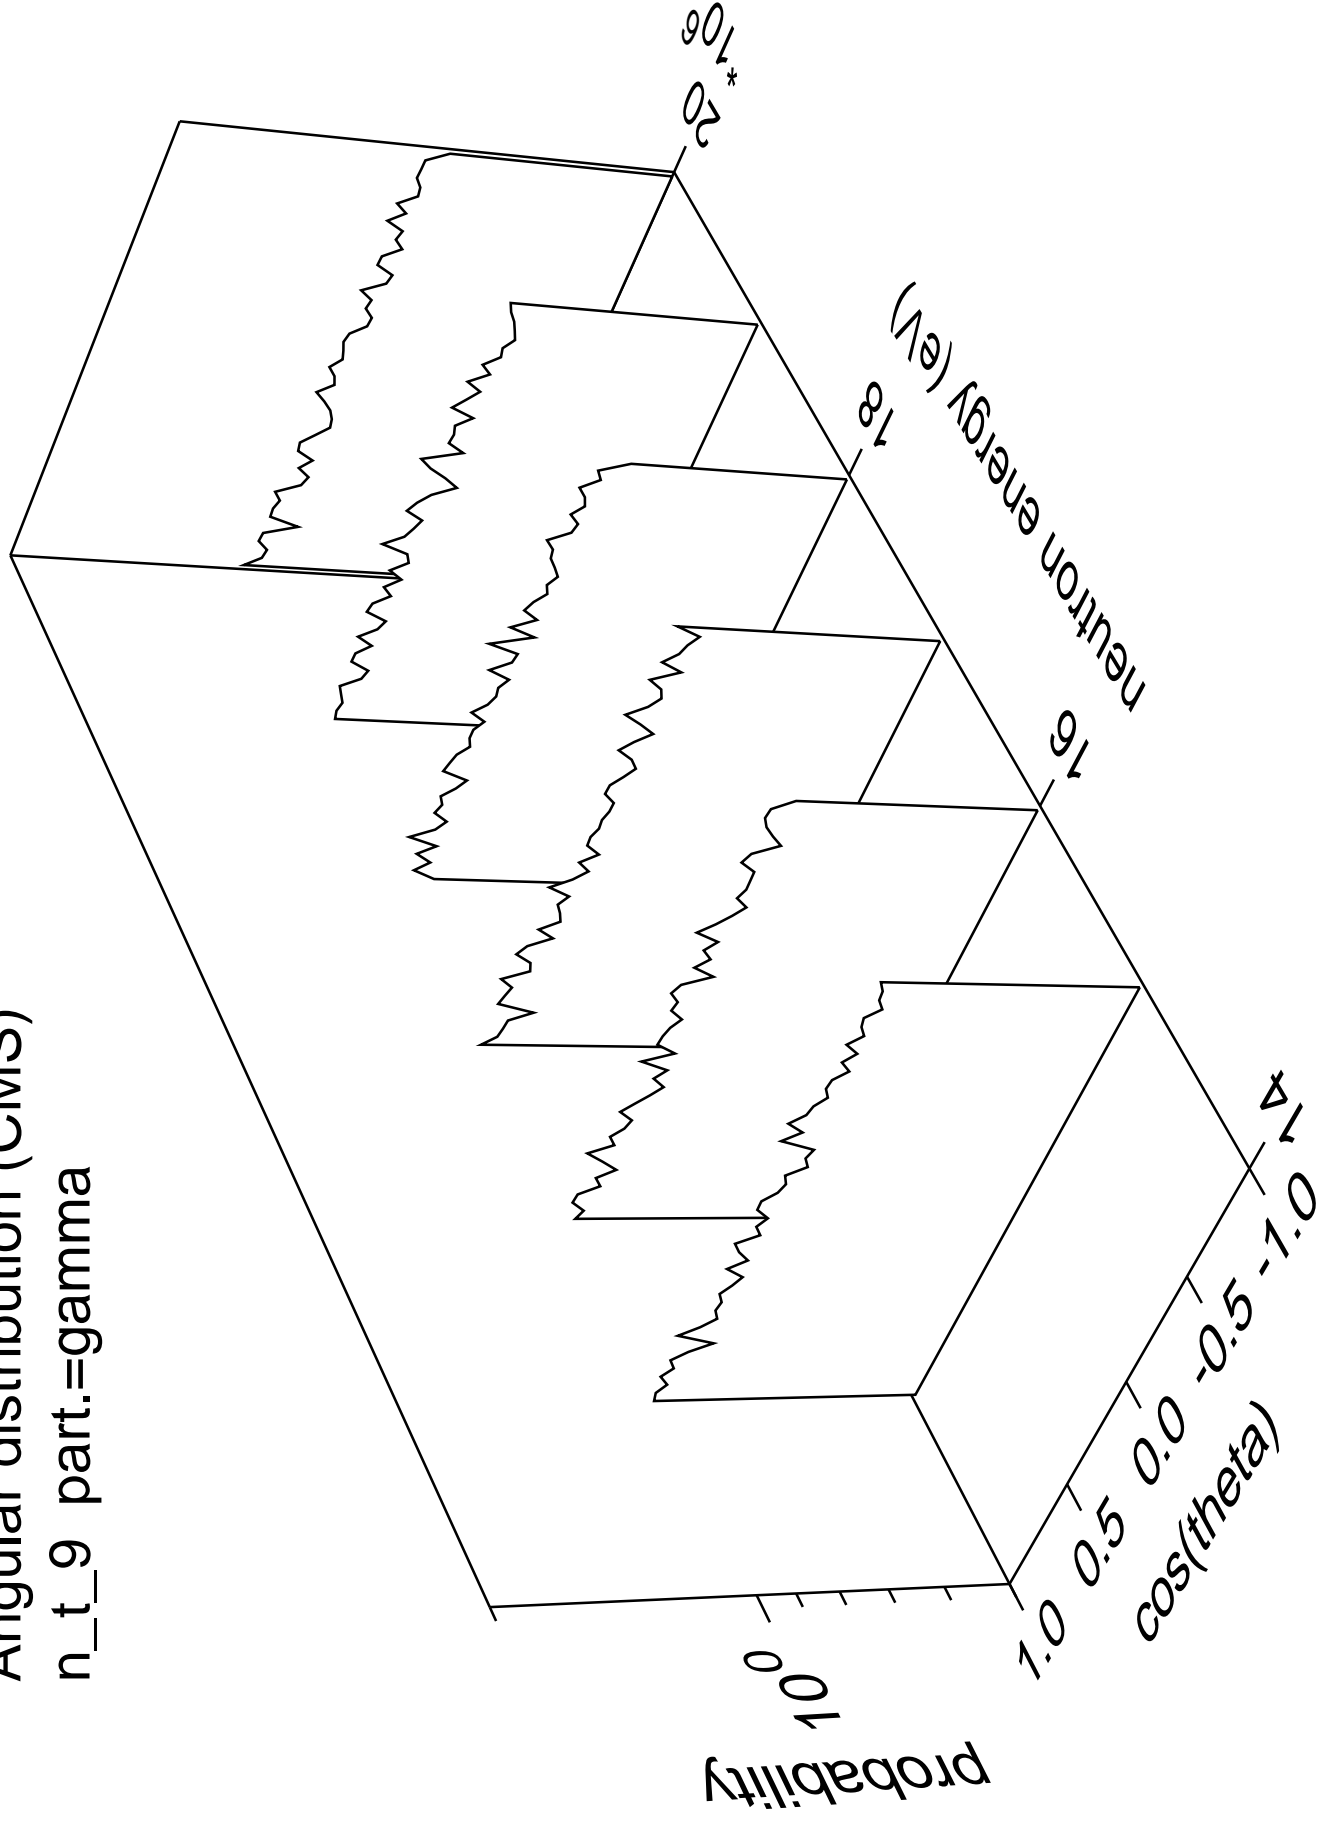 Angular distribution (CMS)
n_t_9 part.=gamma
probability
10^0
1.0 0.5 0.0 -0.5 -1.0
cos(theta)
14 16 18 20
*10^6
neutron energy (eV)